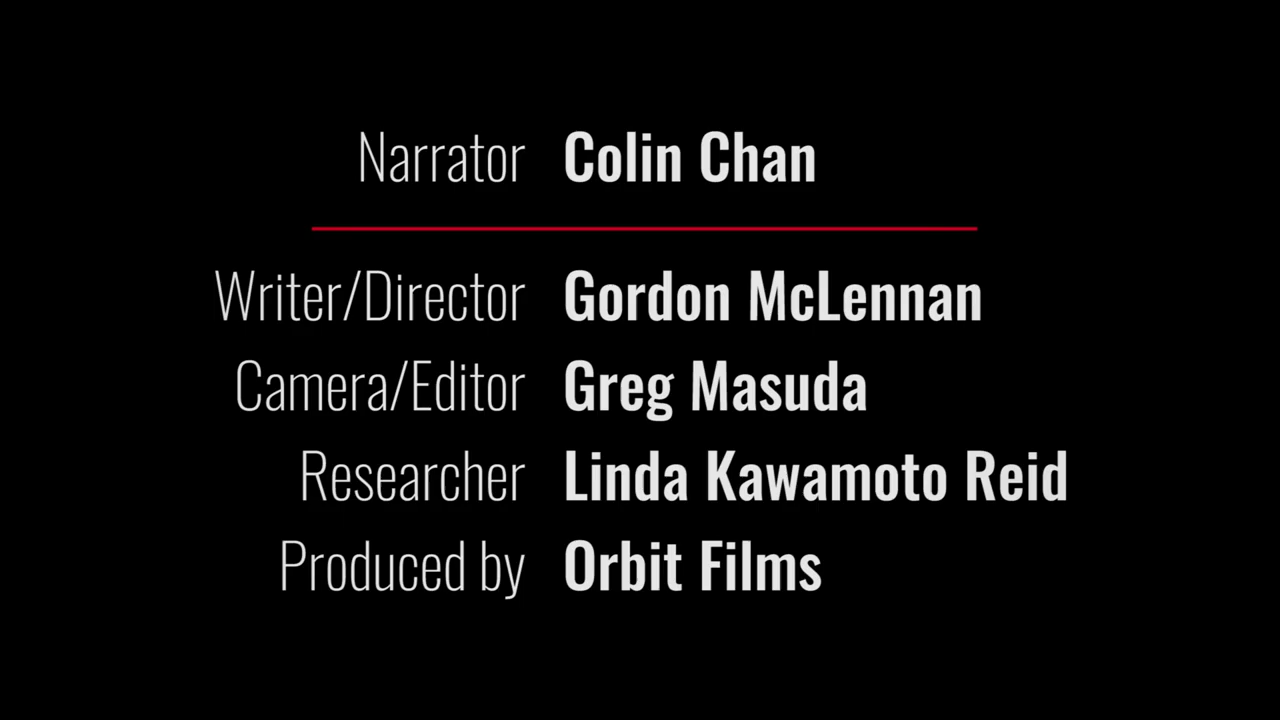 Narrator Colin Chan
Writer/Director Gordon McLennan
Camera/Editor Greg Masuda
Researcher Linda Kawamoto Reid
Produced by Orbit Films